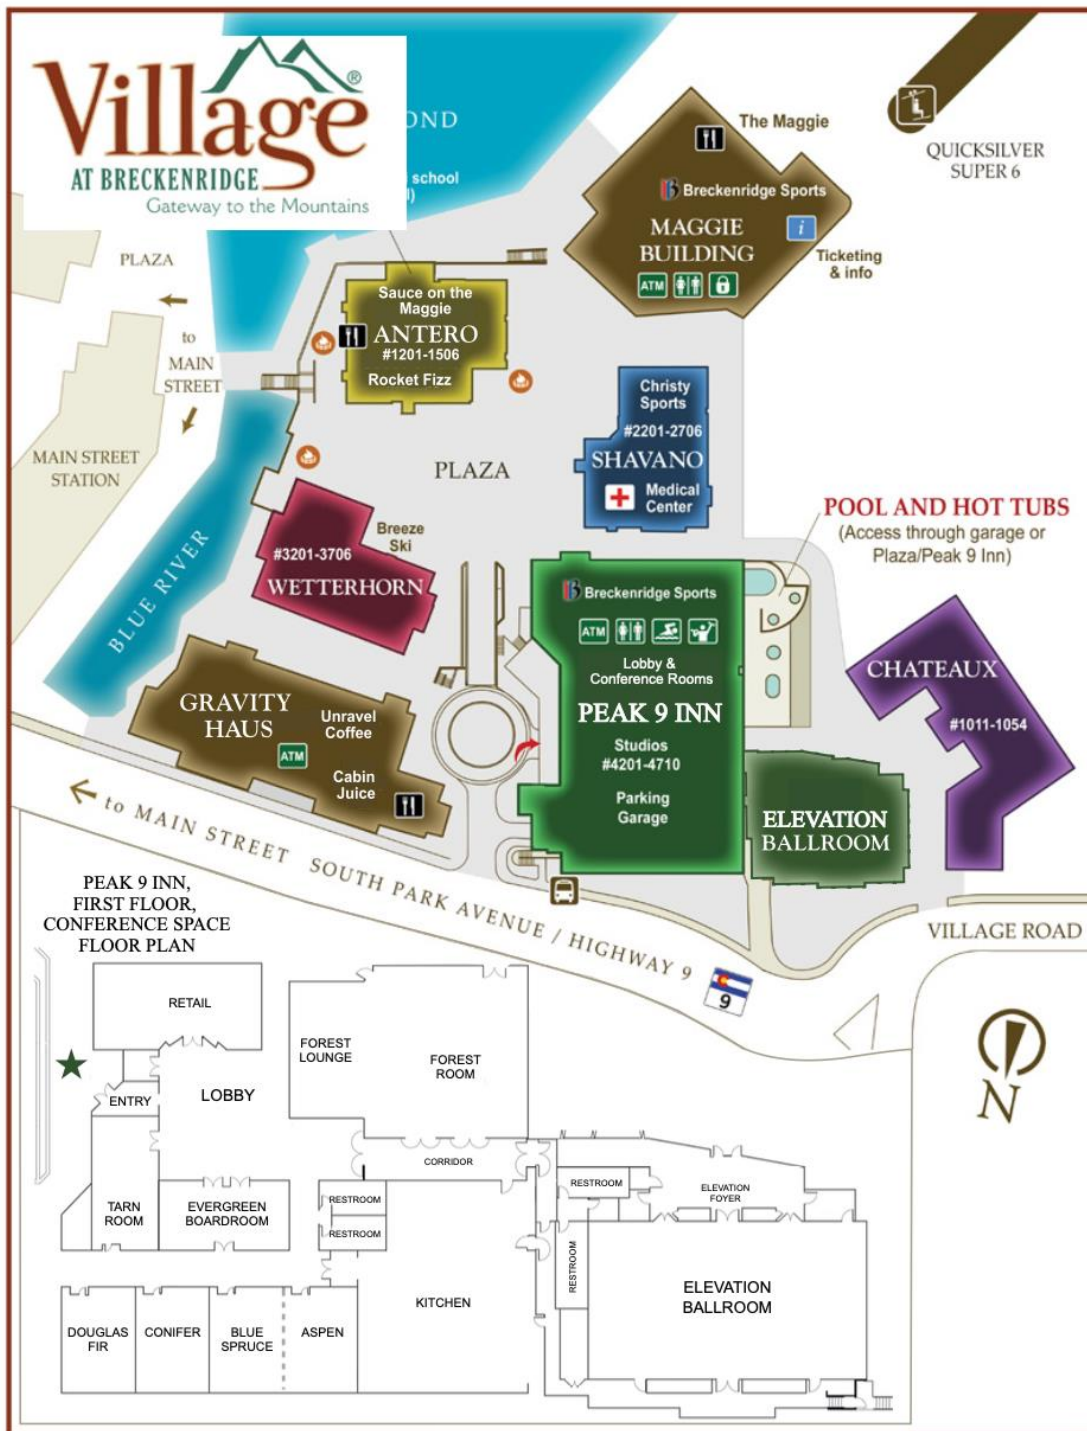 Village®
AT BRECKENRIDGE
Gateway to the Mountains
OND
school
The Maggie
Breckenridge Sports
MAGGIE
BUILDING
ATM
i
Ticketing
& info
QUICKSILVER
SUPER 6
PLAZA
to
MAIN
STREET
MAIN STREET
STATION
Sauce on the
Maggie
ANTERO
#1201-1506
Rocket Fizz
Christy
Sports
#2201-2706
SHAVANO
Medical
Center
PLAZA
POOL AND HOT TUBS
(Access through garage or
Plaza/Peak 9 Inn)
BLUE RIVER
Breeze
Ski
#3201-3706
WETTERHORN
Breckenridge Sports
ATM
Lobby &
Conference Rooms
PEAK 9 INN
Studios
#4201-4710
Parking
Garage
CHATEAUX
#1011-1054
GRAVITY
HAUS
Unravel
Coffee
ATM
Cabin
Juice
ELEVATION
BALLROOM
to MAIN STREET
SOUTH PARK AVENUE / HIGHWAY 9
9
VILLAGE ROAD
N
PEAK 9 INN,
FIRST FLOOR,
CONFERENCE SPACE
FLOOR PLAN
RETAIL
FOREST
LOUNGE
FOREST
ROOM
ENTRY
LOBBY
CORRIDOR
TARN
ROOM
EVERGREEN
BOARDROOM
RESTROOM
RESTROOM
RESTROOM
ELEVATION
FOYER
RESTROOM
KITCHEN
ELEVATION
BALLROOM
DOUGLAS
FIR
CONIFER
BLUE
SPRUCE
ASPEN